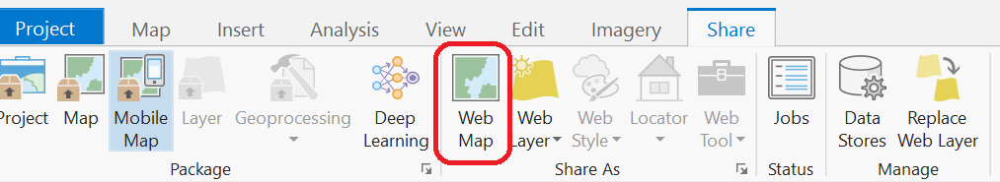 Project Map Insert Analysis View Edit Imagery Share
Project Map Mobile Layer Geoprocessing Deep Web Web Web Locator Web Jobs Data Replace
Map Learning Map Layer Style Tool Stores Web Layer
Package Share As Status Manage